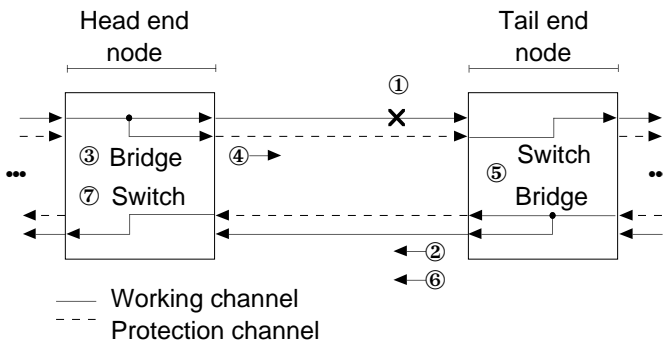 Head end
node
Tail end
node
①
③ Bridge
④
Switch
⑤
⑦ Switch
Bridge
②
⑥
Working channel
Protection channel